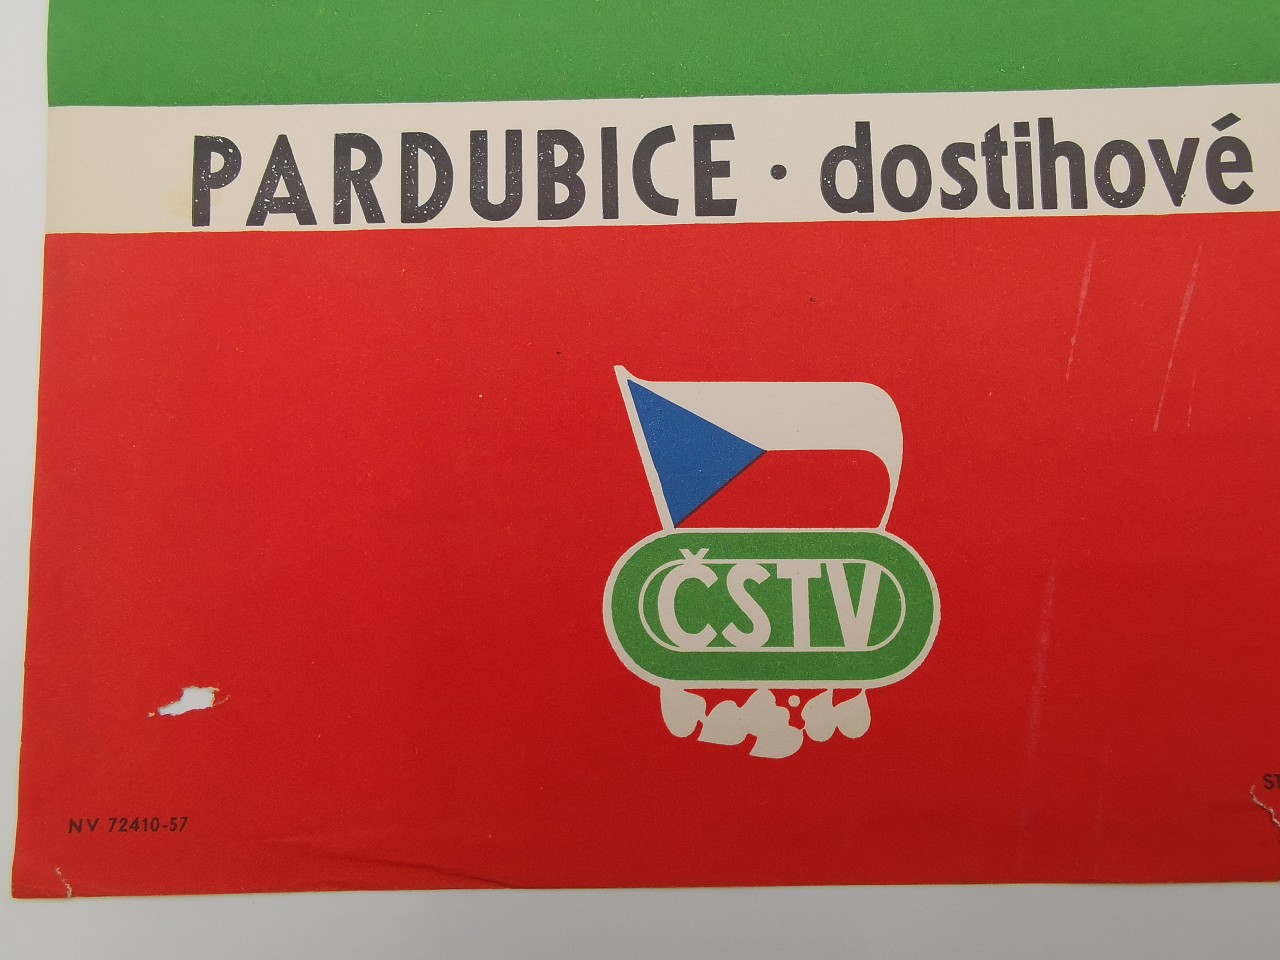 PARDUBICE · dostihové
ČSTV
NV 72410-57